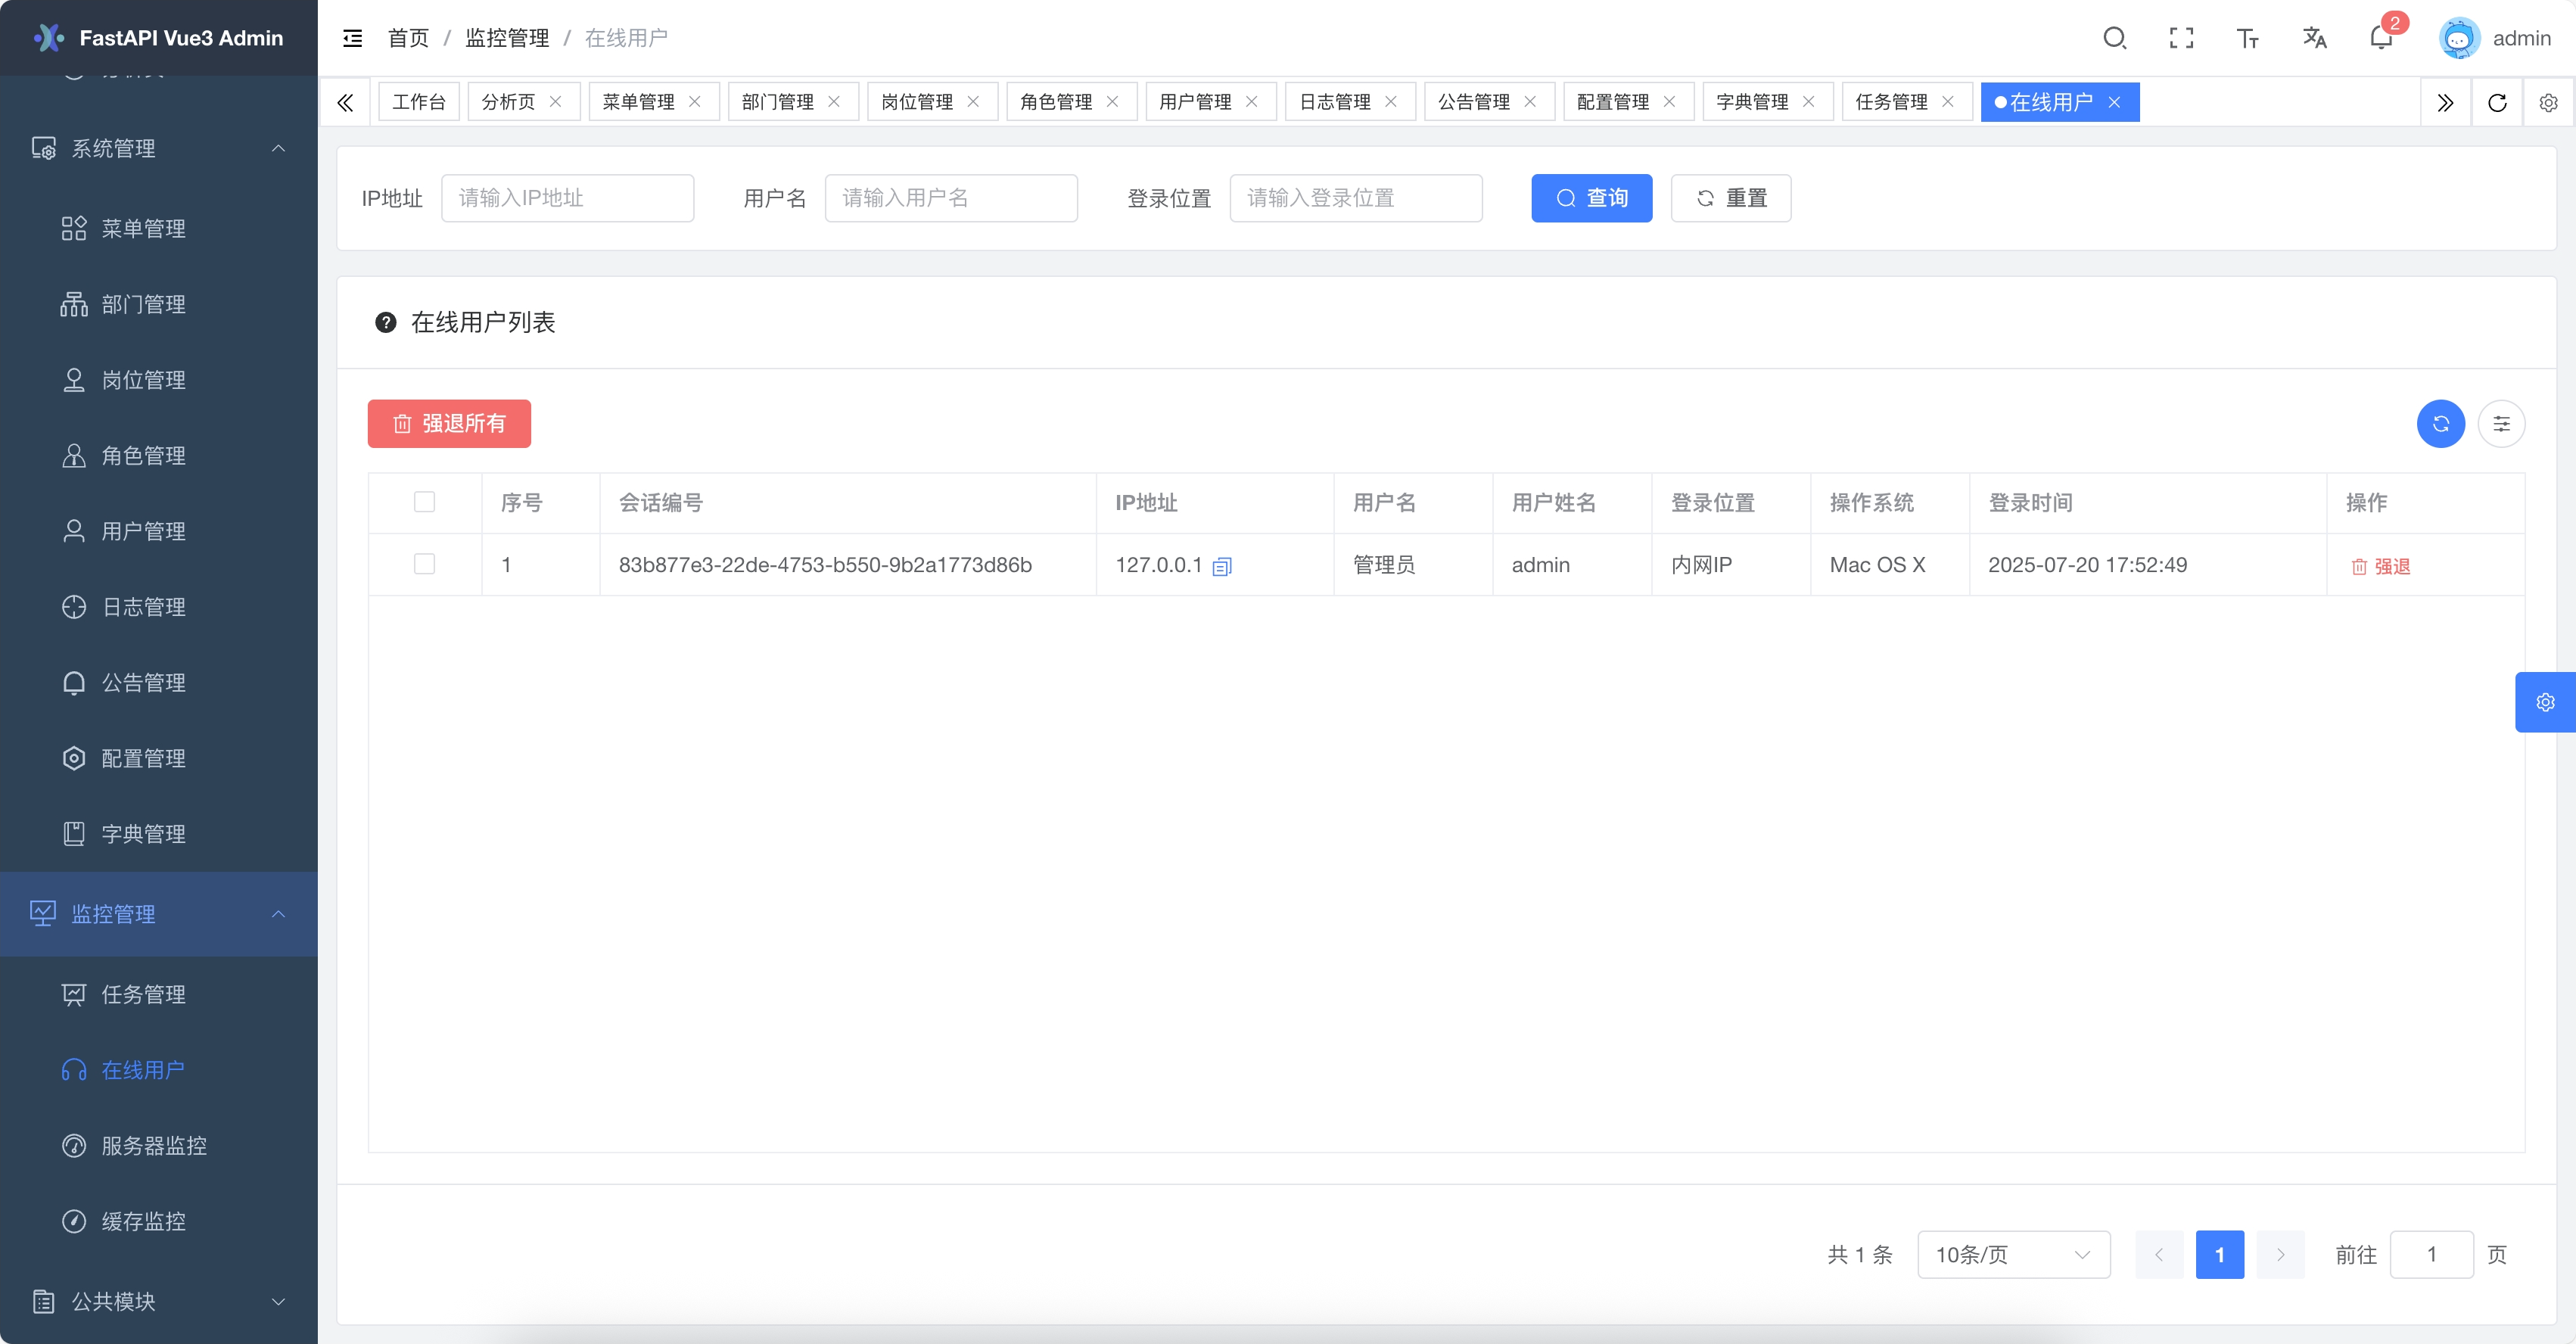 FastAPI Vue3 Admin
首页 / 监控管理 / 在线用户
2
admin
工作台 分析页 菜单管理 部门管理 岗位管理 角色管理 用户管理 日志管理 公告管理 配置管理 字典管理 任务管理 在线用户
系统管理
菜单管理
部门管理
岗位管理
角色管理
用户管理
日志管理
公告管理
配置管理
字典管理
监控管理
任务管理
在线用户
服务器监控
缓存监控
公共模块
IP地址 请输入IP地址 用户名 请输入用户名 登录位置 请输入登录位置 查询 重置
在线用户列表
强退所有
序号 会话编号 IP地址 用户名 用户姓名 登录位置 操作系统 登录时间 操作
1 83b877e3-22de-4753-b550-9b2a1773d86b 127.0.0.1 管理员 admin 内网IP Mac OS X 2025-07-20 17:52:49 强退
共 1 条 10条/页 1 前往 1 页